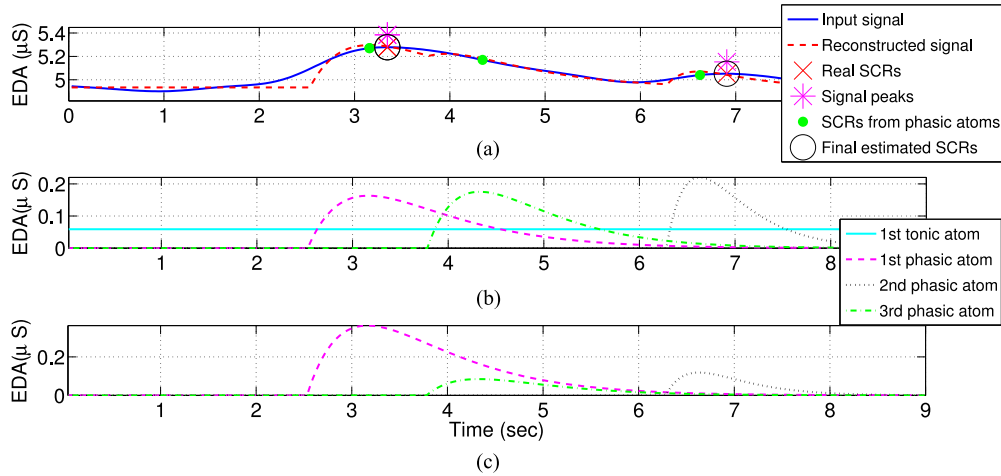 EDA (μS)
5.4
5.2
5
0 1 2 3 4 5 6 7
Input signal
Reconstructed signal
Real SCRs
Signal peaks
SCRs from phasic atoms
Final estimated SCRs
(a)
EDA(μ S)
0.2
0.1
0
1 2 3 4 5 6 7 8
1st tonic atom
1st phasic atom
2nd phasic atom
3rd phasic atom
(b)
EDA(μ S)
0.2
0
1 2 3 4 5 6 7 8 9
Time (sec)
(c)